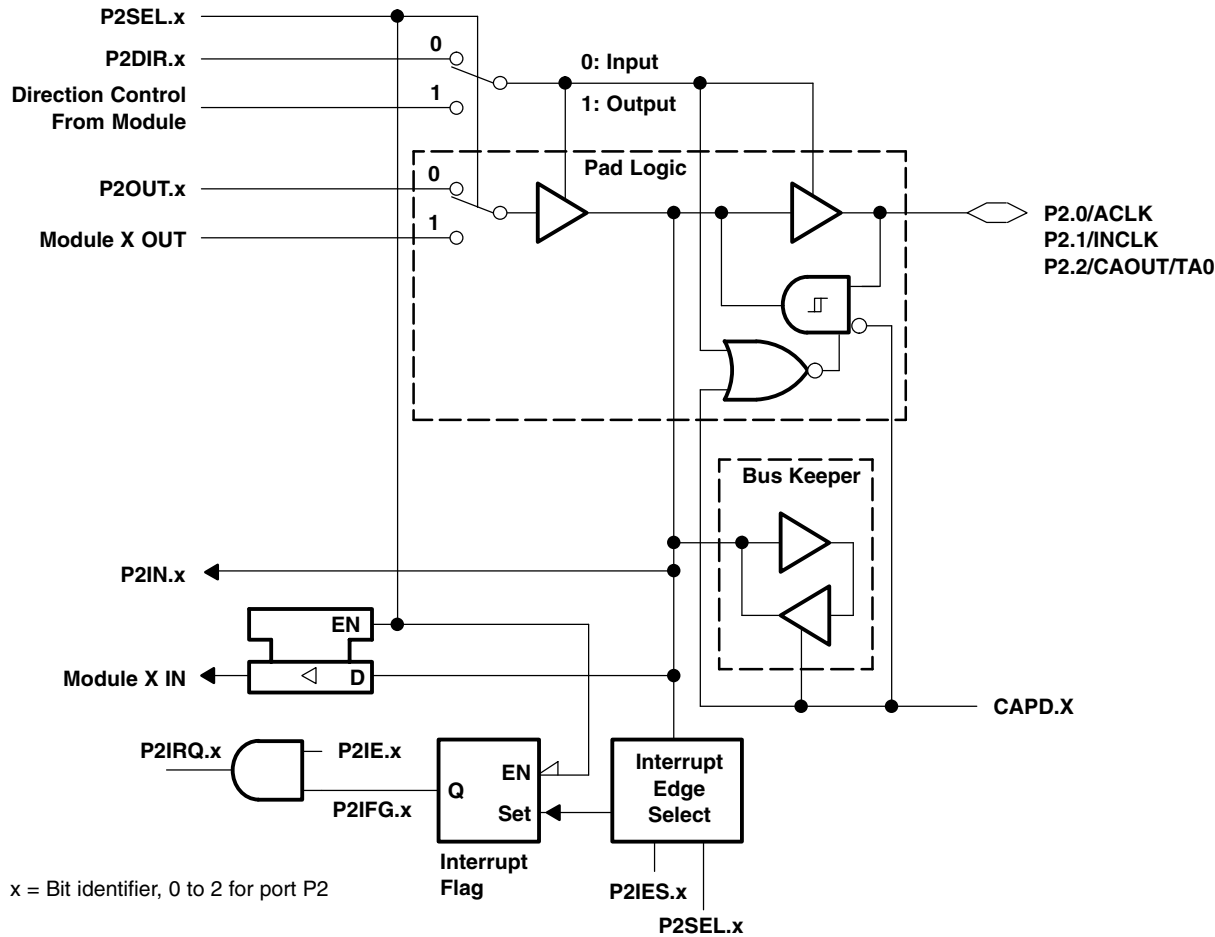 P2SEL.x
P2DIR.x
0
0: Input
Direction Control
From Module
1
1: Output
Pad Logic
P2OUT.x
0
Module X OUT
1
P2.0/ACLK
P2.1/INCLK
P2.2/CAOUT/TA0
Bus Keeper
P2IN.x
EN
Module X IN
D
CAPD.X
P2IRQ.x
P2IE.x
P2IFG.x
Q
EN
Set
Interrupt
Flag
Interrupt
Edge
Select
P2IES.x
P2SEL.x
x = Bit identifier, 0 to 2 for port P2